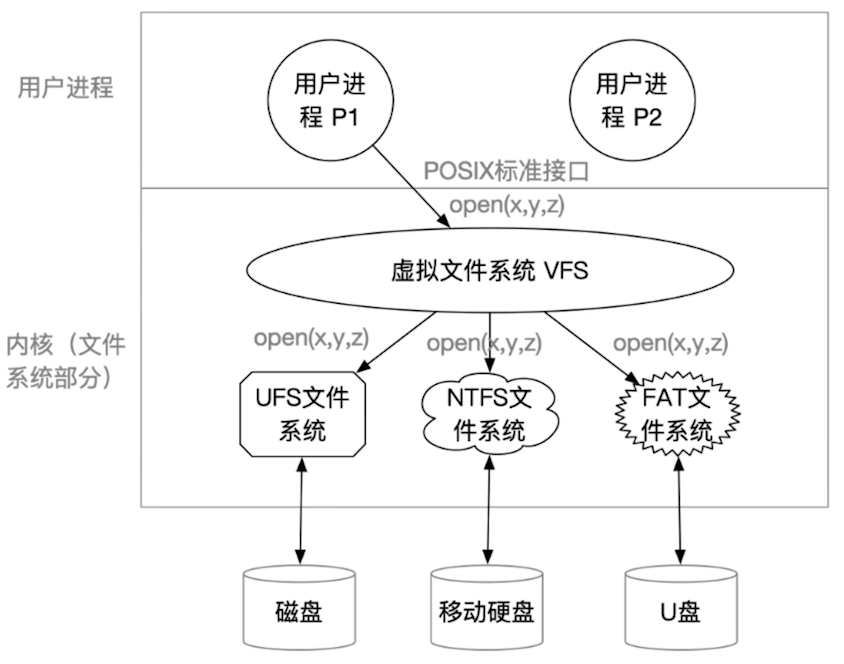 用户进程
用户进
程 P1
用户进
程 P2
POSIX标准接口
open(x,y,z)
虚拟文件系统 VFS
内核（文件
系统部分）
open(x,y,z)
open(x,y,z)
open(x,y,z)
UFS文件
系统
NTFS文
件系统
FAT文
件系统
磁盘
移动硬盘
U盘